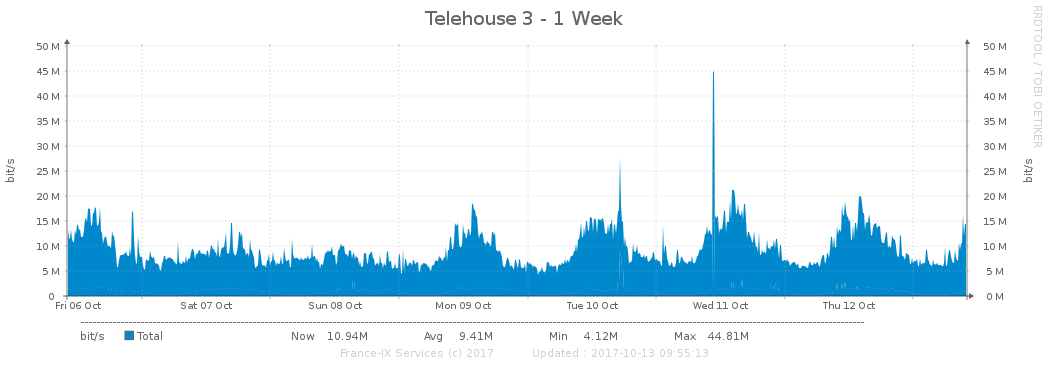 Telehouse 3 - 1 Week
RRDTOOL / TOBI OETIKER
bit/s
50 M 50 M
45 M 45 M
40 M 40 M
35 M 35 M
30 M 30 M
25 M 25 M
20 M 20 M
15 M 15 M
10 M 10 M
5 M 5 M
0 0 M
bit/s
Fri 06 Oct Sat 07 Oct Sun 08 Oct Mon 09 Oct Tue 10 Oct Wed 11 Oct Thu 12 Oct
bit/s Total Now 10.94M Avg 9.41M Min 4.12M Max 44.81M
France-IX Services (c) 2017 Updated : 2017-10-13 09:55:13